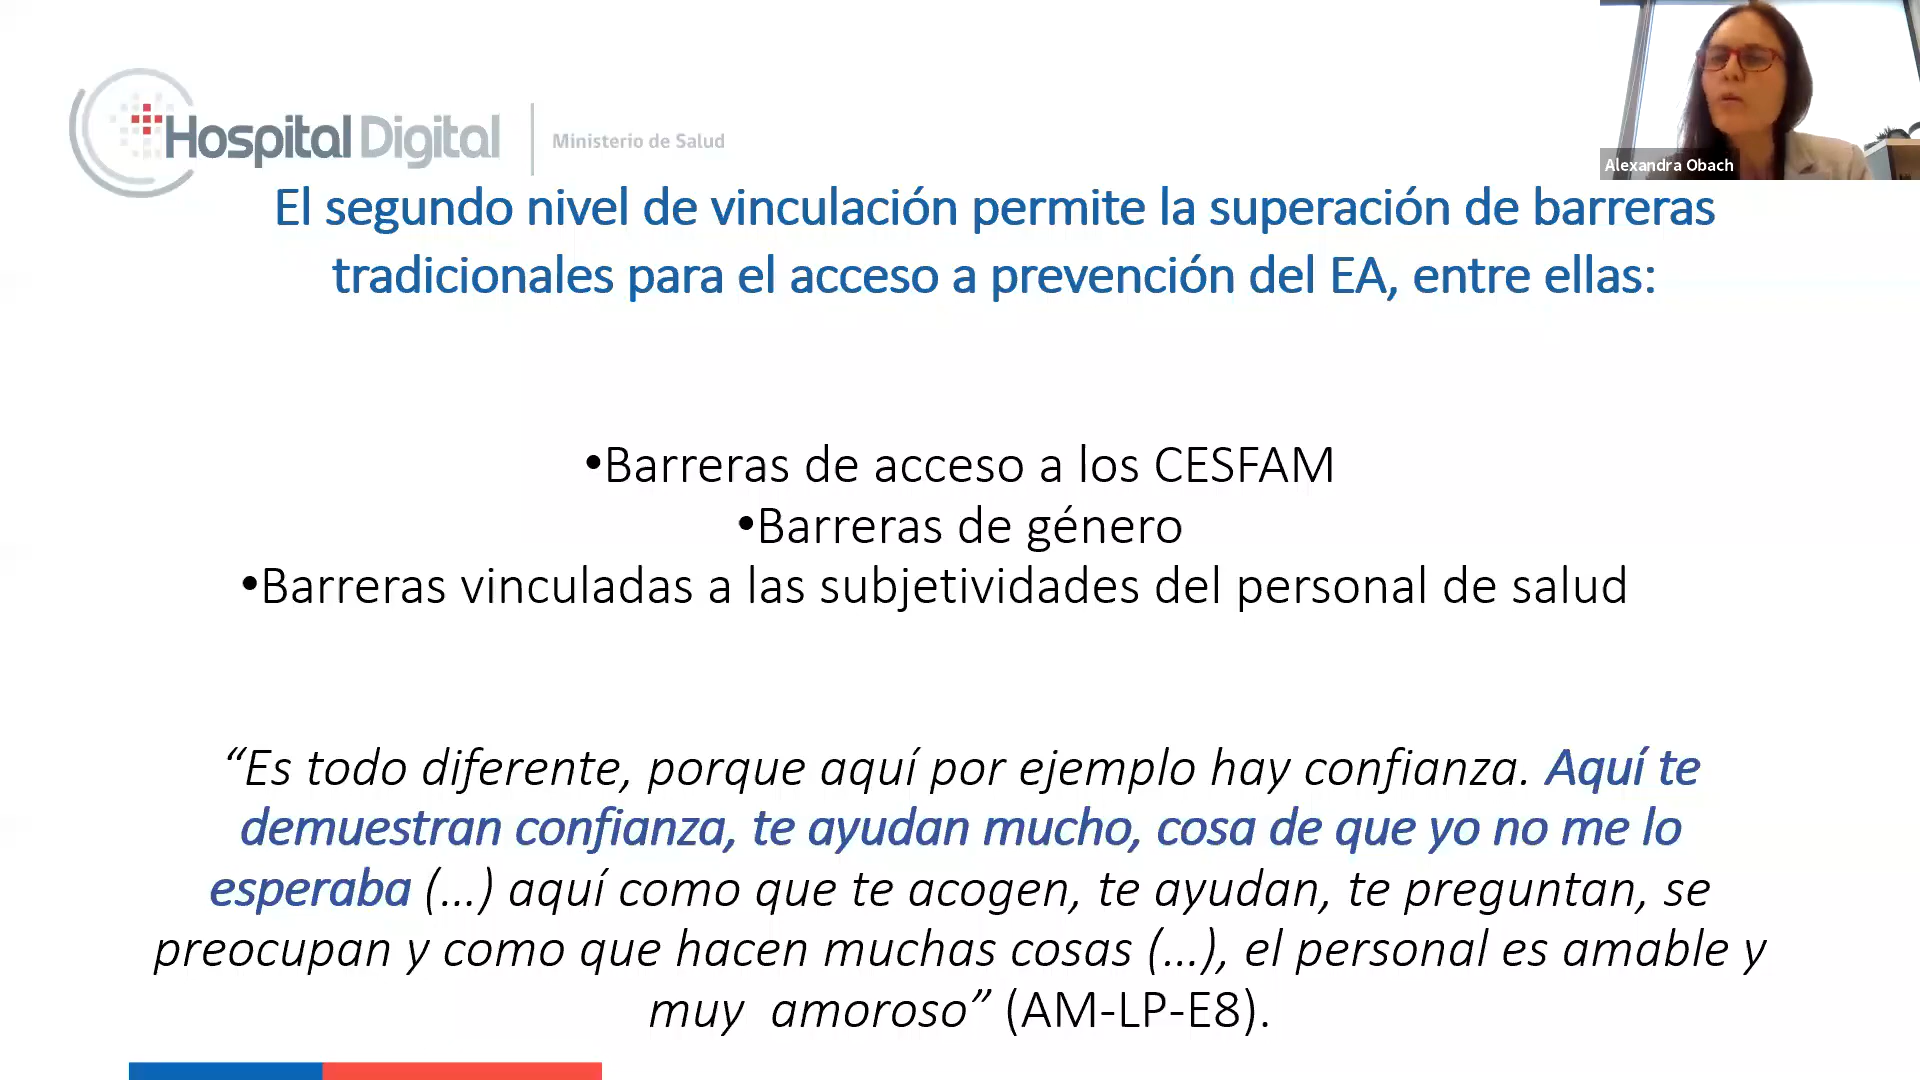 Hospital Digital
Ministerio de Salud
Alexandra Obach
El segundo nivel de vinculación permite la superación de barreras
tradicionales para el acceso a prevención del EA, entre ellas:
•Barreras de acceso a los CESFAM
•Barreras de género
•Barreras vinculadas a las subjetividades del personal de salud
“Es todo diferente, porque aquí por ejemplo hay confianza. Aquí te
demuestran confianza, te ayudan mucho, cosa de que yo no me lo
esperaba (…) aquí como que te acogen, te ayudan, te preguntan, se
preocupan y como que hacen muchas cosas (…), el personal es amable y
muy amoroso” (AM-LP-E8).